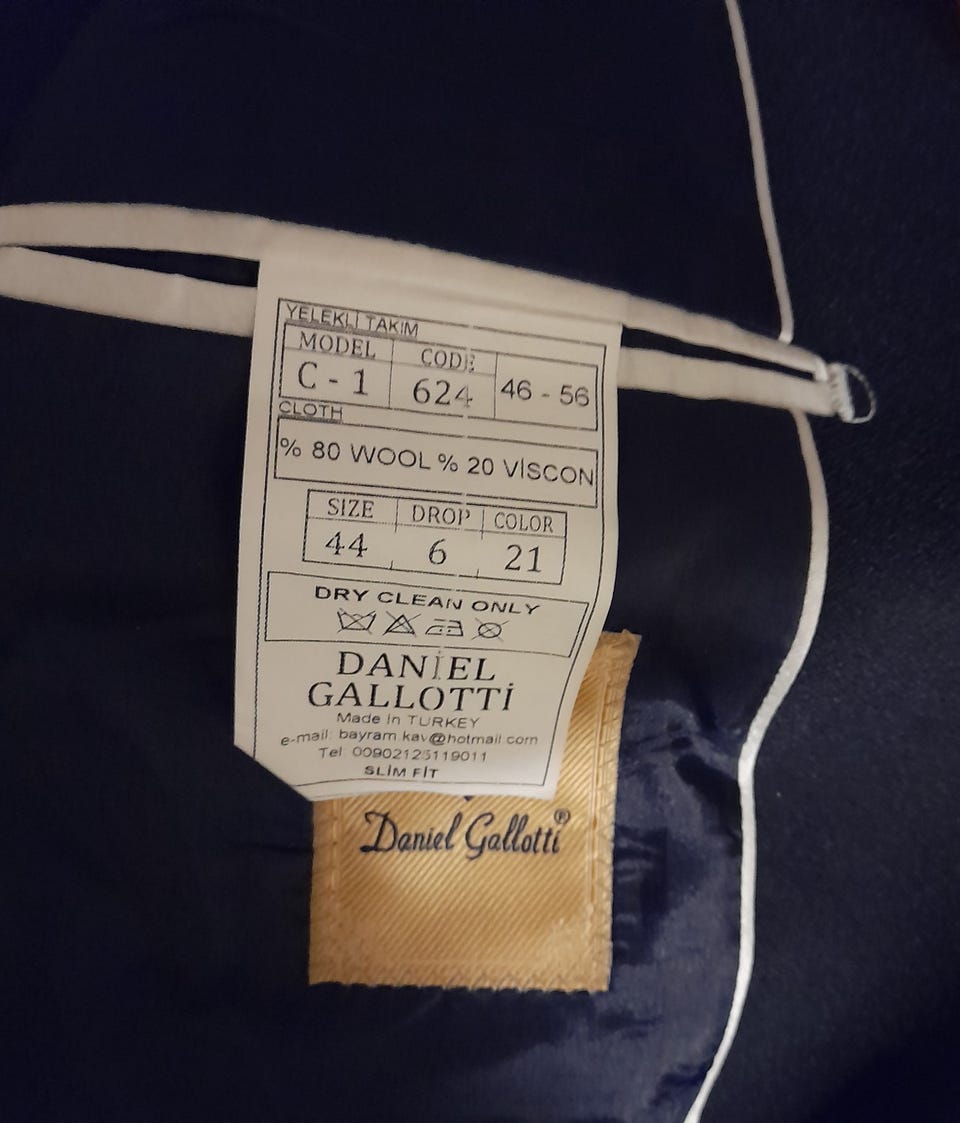 YELEKLİ TAKIM
MODEL CODE
C - 1 624 46 - 56
CLOTH
% 80 WOOL % 20 VİSCON
SIZE DROP COLOR
44 6 21
DRY CLEAN ONLY
DANİEL
GALLOTTİ
Made in TURKEY
e-mail: bayram kav@hotmail com
Tel: 00902125119011
SLİM FİT
Daniel Gallotti®